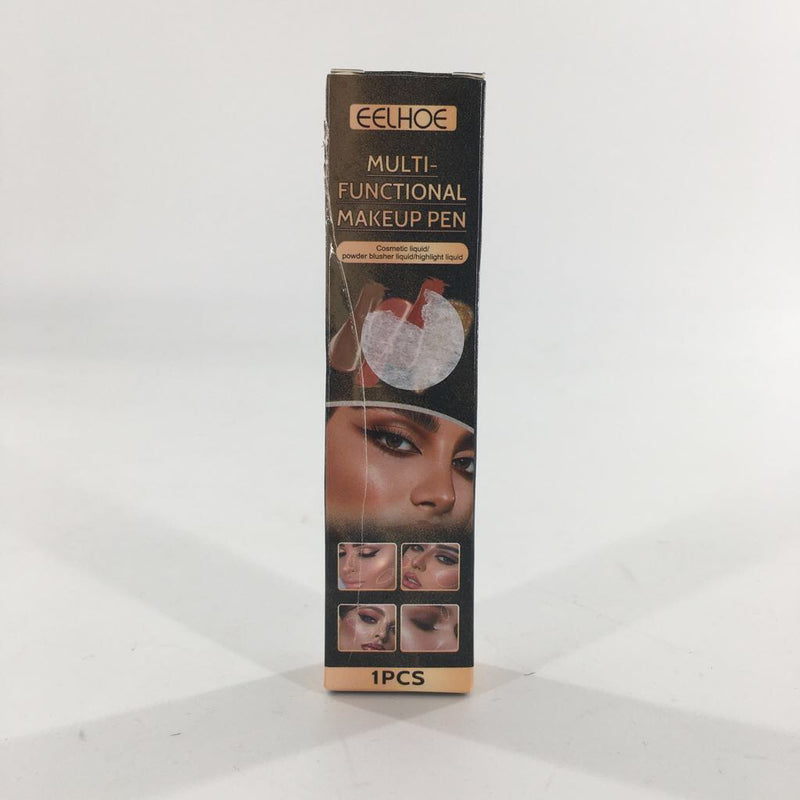 EELHOE
MULTI-
FUNCTIONAL
MAKEUP PEN
Cosmetic liquid/
powder blusher liquid/highlight liquid
1PCS